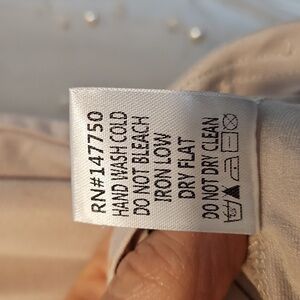 RN#147750
HAND WASH COLD
DO NOT BLEACH
IRON LOW
DRY FLAT
DO NOT DRY CLEAN